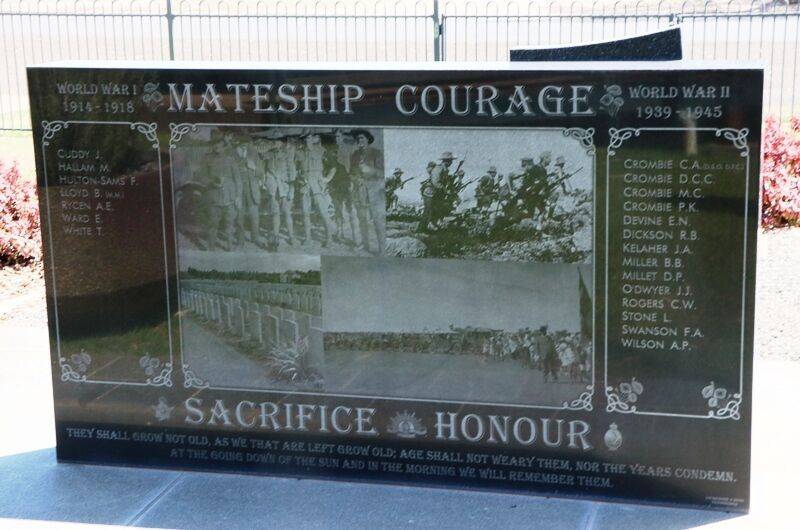 WORLD WAR I
1914 - 1918
MATESHIP COURAGE
WORLD WAR II
1939 - 1945
CUDDY J.
HALLAM M.
HULTON-SAMS F.
LLOYD B. (M.M.)
RYCEN A.E.
WARD E.
WHITE T.
CROMBIE C.A. (D.S.O. D.F.C.)
CROMBIE D.C.C.
CROMBIE M.C.
CROMBIE P.K.
DEVINE E.N.
DICKSON R.B.
KELAHER J.A.
MILLER B.B.
MILLET D.P.
O'DWYER J.J.
ROGERS C.W.
STONE L.
SWANSON F.A.
WILSON A.P.
SACRIFICE HONOUR
THEY SHALL GROW NOT OLD, AS WE THAT ARE LEFT GROW OLD; AGE SHALL NOT WEARY THEM, NOR THE YEARS CONDEMN.
AT THE GOING DOWN OF THE SUN AND IN THE MORNING WE WILL REMEMBER THEM.